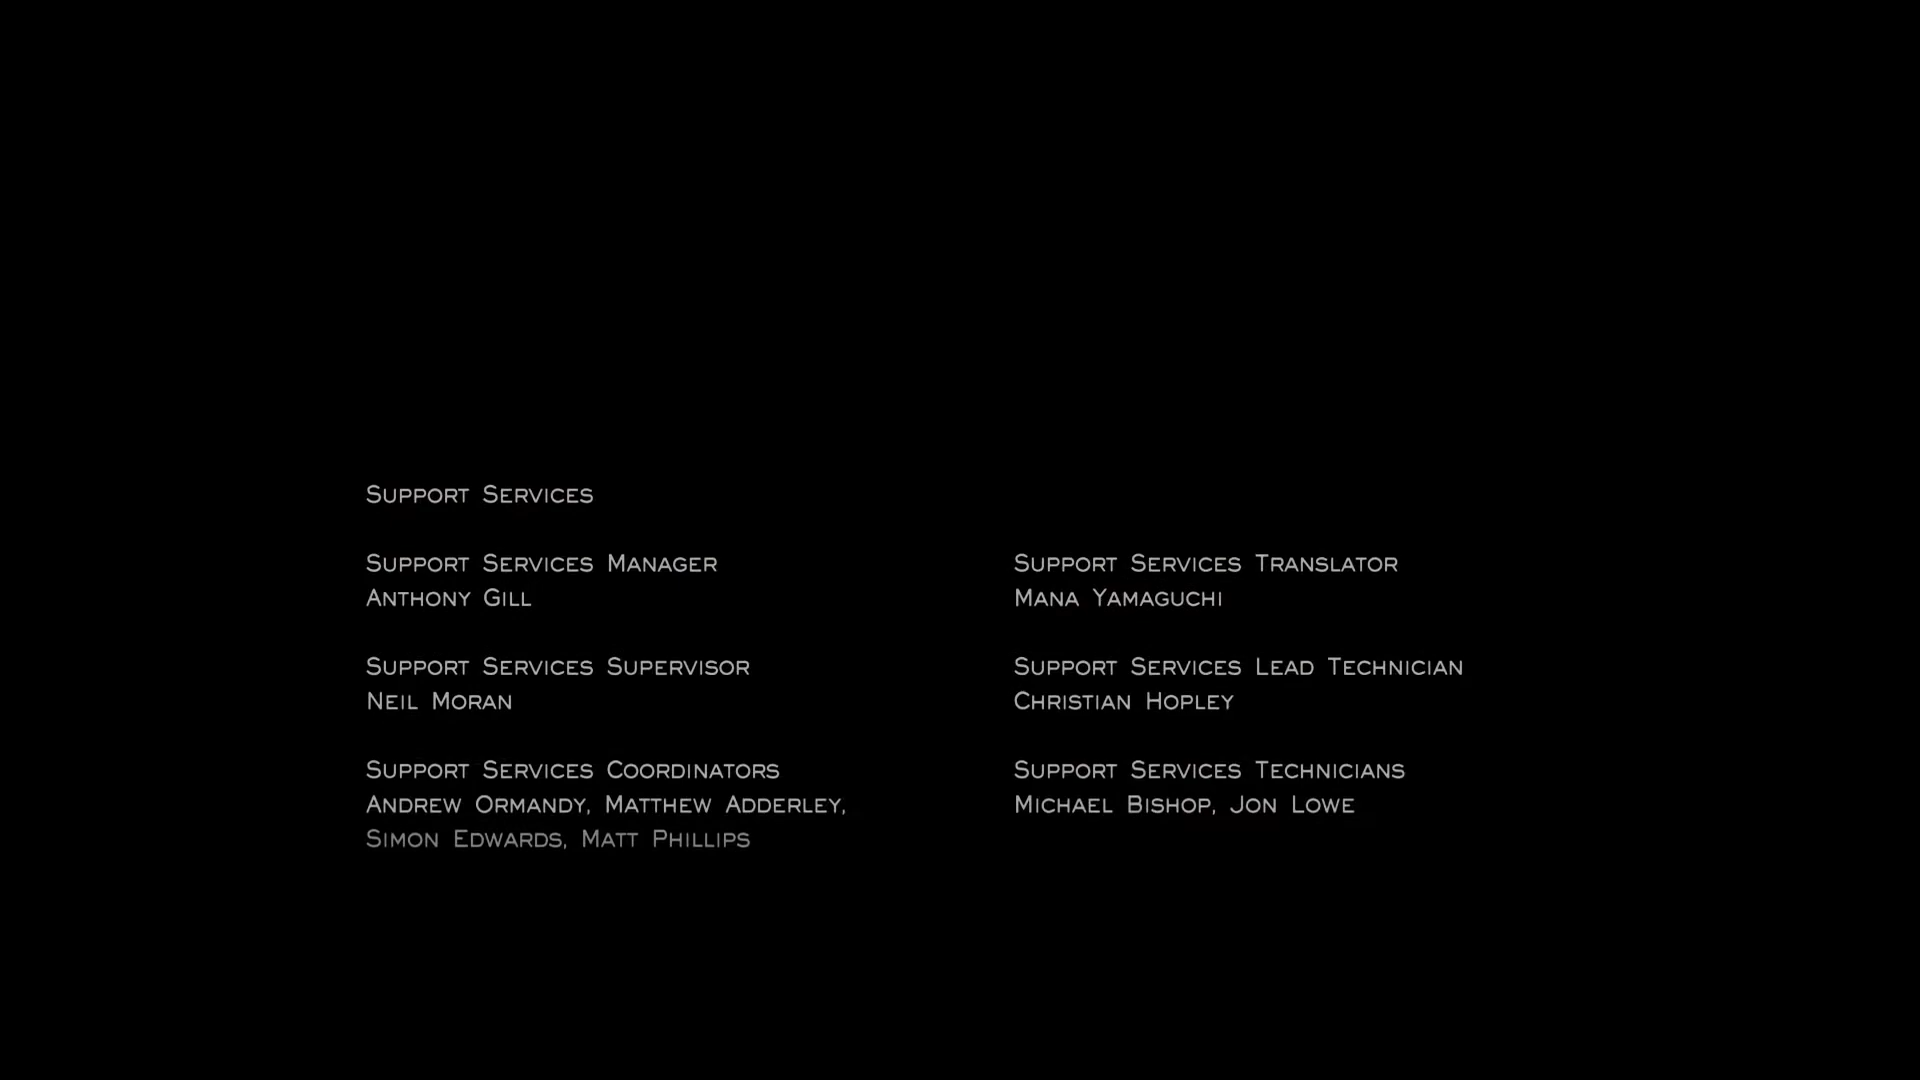 Support Services
Support Services Manager
Anthony Gill
Support Services Supervisor
Neil Moran
Support Services Coordinators
Andrew Ormandy, Matthew Adderley,
Simon Edwards, Matt Phillips
Support Services Translator
Mana Yamaguchi
Support Services Lead Technician
Christian Hopley
Support Services Technicians
Michael Bishop, Jon Lowe